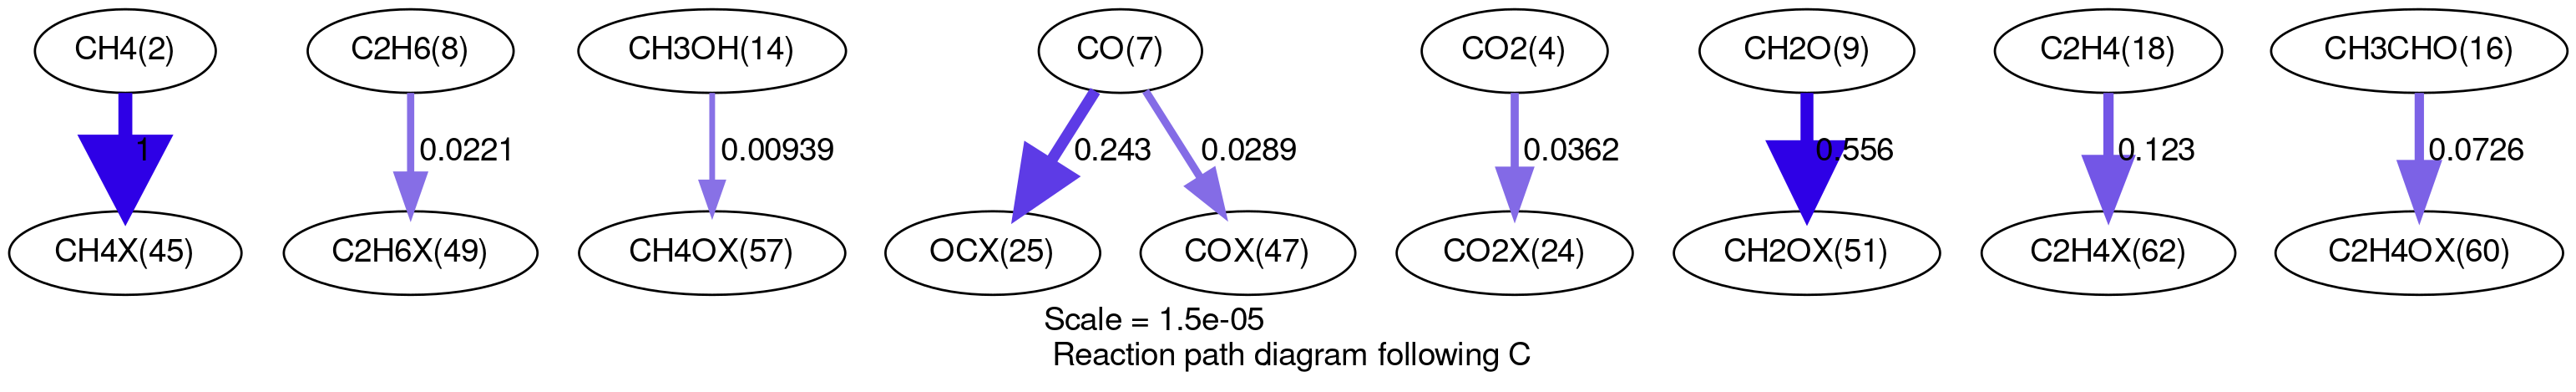 CH4(2) C2H6(8) CH3OH(14) CO(7) CO2(4) CH2O(9) C2H4(18) CH3CHO(16)
1 0.0221 0.00939 0.243 0.0289 0.0362 0.556 0.123 0.0726
CH4X(45) C2H6X(49) CH4OX(57) OCX(25) COX(47) CO2X(24) CH2OX(51) C2H4X(62) C2H4OX(60)
Scale = 1.5e-05
Reaction path diagram following C